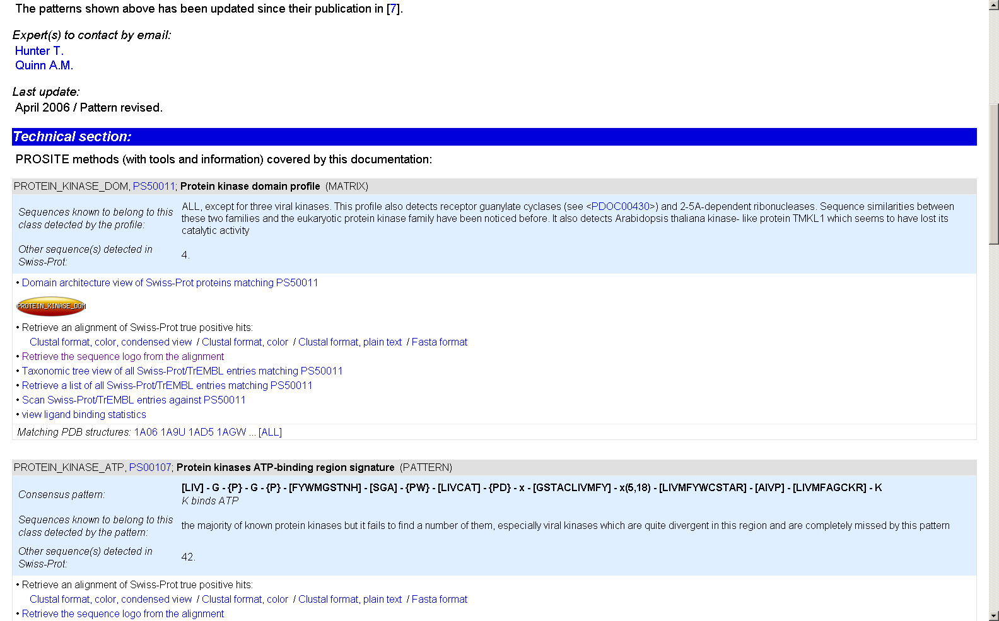 The patterns shown above has been updated since their publication in [7].
Expert(s) to contact by email:
Hunter T.
Quinn A.M.
Last update:
April 2006 / Pattern revised.
Technical section:
PROSITE methods (with tools and information) covered by this documentation:
PROTEIN_KINASE_DOM, PS50011; Protein kinase domain profile (MATRIX)
Sequences known to belong to this
class detected by the profile:
ALL, except for three viral kinases. This profile also detects receptor guanylate cyclases (see <PDOC00430>) and 2-5A-dependent ribonucleases. Sequence similarities between
these two families and the eukaryotic protein kinase family have been noticed before. It also detects Arabidopsis thaliana kinase- like protein TMKL1 which seems to have lost its
catalytic activity
Other sequence(s) detected in
Swiss-Prot:
4.
• Domain architecture view of Swiss-Prot proteins matching PS50011
PROTEIN_KINASE_DOM
• Retrieve an alignment of Swiss-Prot true positive hits:
Clustal format, color, condensed view / Clustal format, color / Clustal format, plain text / Fasta format
• Retrieve the sequence logo from the alignment
• Taxonomic tree view of all Swiss-Prot/TrEMBL entries matching PS50011
• Retrieve a list of all Swiss-Prot/TrEMBL entries matching PS50011
• Scan Swiss-Prot/TrEMBL entries against PS50011
• view ligand binding statistics
Matching PDB structures: 1A06 1A9U 1AD5 1AGW ... [ALL]
PROTEIN_KINASE_ATP, PS00107; Protein kinases ATP-binding region signature (PATTERN)
Consensus pattern:
[LIV] - G - {P} - G - {P} - [FYWMGSTNH] - [SGA] - {PW} - [LIVCAT] - {PD} - x - [GSTACLIVMFY] - x(5,18) - [LIVMFYWCSTAR] - [AIVP] - [LIVMFAGCKR] - K
K binds ATP
Sequences known to belong to this
class detected by the pattern:
the majority of known protein kinases but it fails to find a number of them, especially viral kinases which are quite divergent in this region and are completely missed by this pattern
Other sequence(s) detected in
Swiss-Prot:
42.
• Retrieve an alignment of Swiss-Prot true positive hits:
Clustal format, color, condensed view / Clustal format, color / Clustal format, plain text / Fasta format
• Retrieve the sequence logo from the alignment